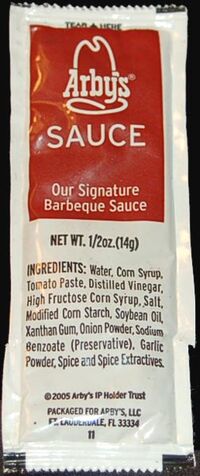 TEAR HERE
Arby's®
SAUCE
Our Signature
Barbeque Sauce
NET WT. 1/2oz.(14g)
INGREDIENTS: Water, Corn Syrup,
Tomato Paste, Distilled Vinegar,
High Fructose Corn Syrup, Salt,
Modified Corn Starch, Soybean Oil,
Xanthan Gum, Onion Powder, Sodium
Benzoate (Preservative), Garlic
Powder, Spice and Spice Extractives.
©2005 Arby's IP Holder Trust
PACKAGED FOR ARBY'S, LLC
FT. LAUDERDALE, FL 33334
11